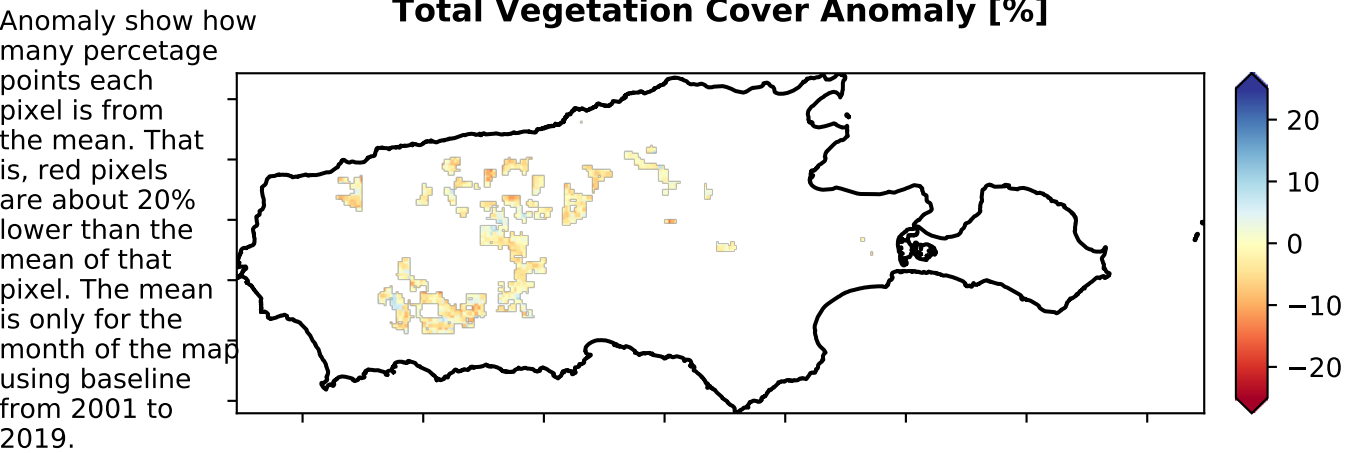 Total Vegetation Cover Anomaly [%]
Anomaly show how
many percetage
points each
pixel is from
the mean. That
is, red pixels
are about 20%
lower than the
mean of that
pixel. The mean
is only for the
month of the map
using baseline
from 2001 to
2019.
20
10
0
−10
−20